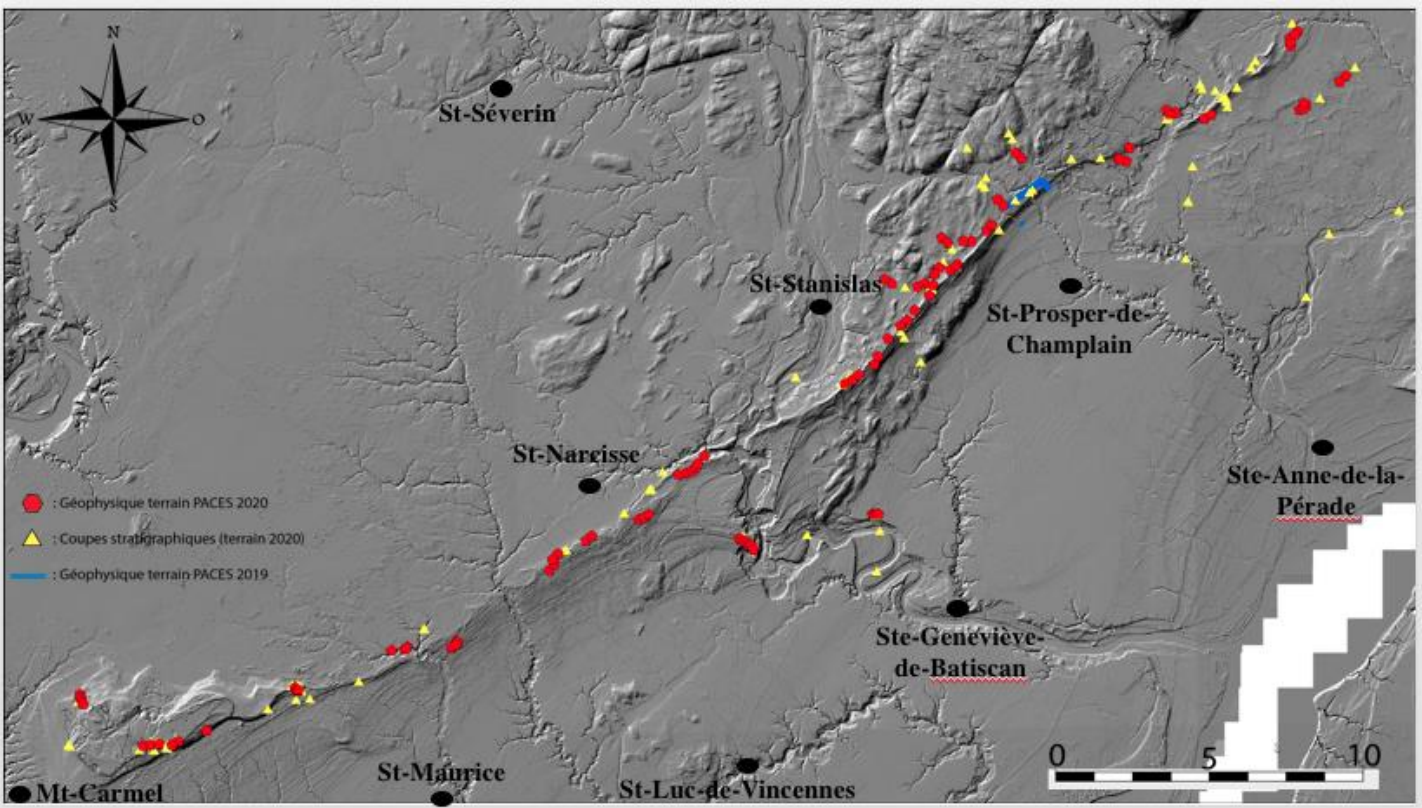 N
W
O
S
St-Séverin
St-Stanislas
St-Prosper-de-
Champlain
St-Narcisse
Ste-Anne-de-la-
Pérade
: Géophysique terrain PACES 2020
: Coupes stratigraphiques (terrain 2020)
: Géophysique terrain PACES 2019
Ste-Geneviève-
de-Batiscan
0 5 10
St-Maurice
St-Luc-de-Vincennes
Mt-Carmel